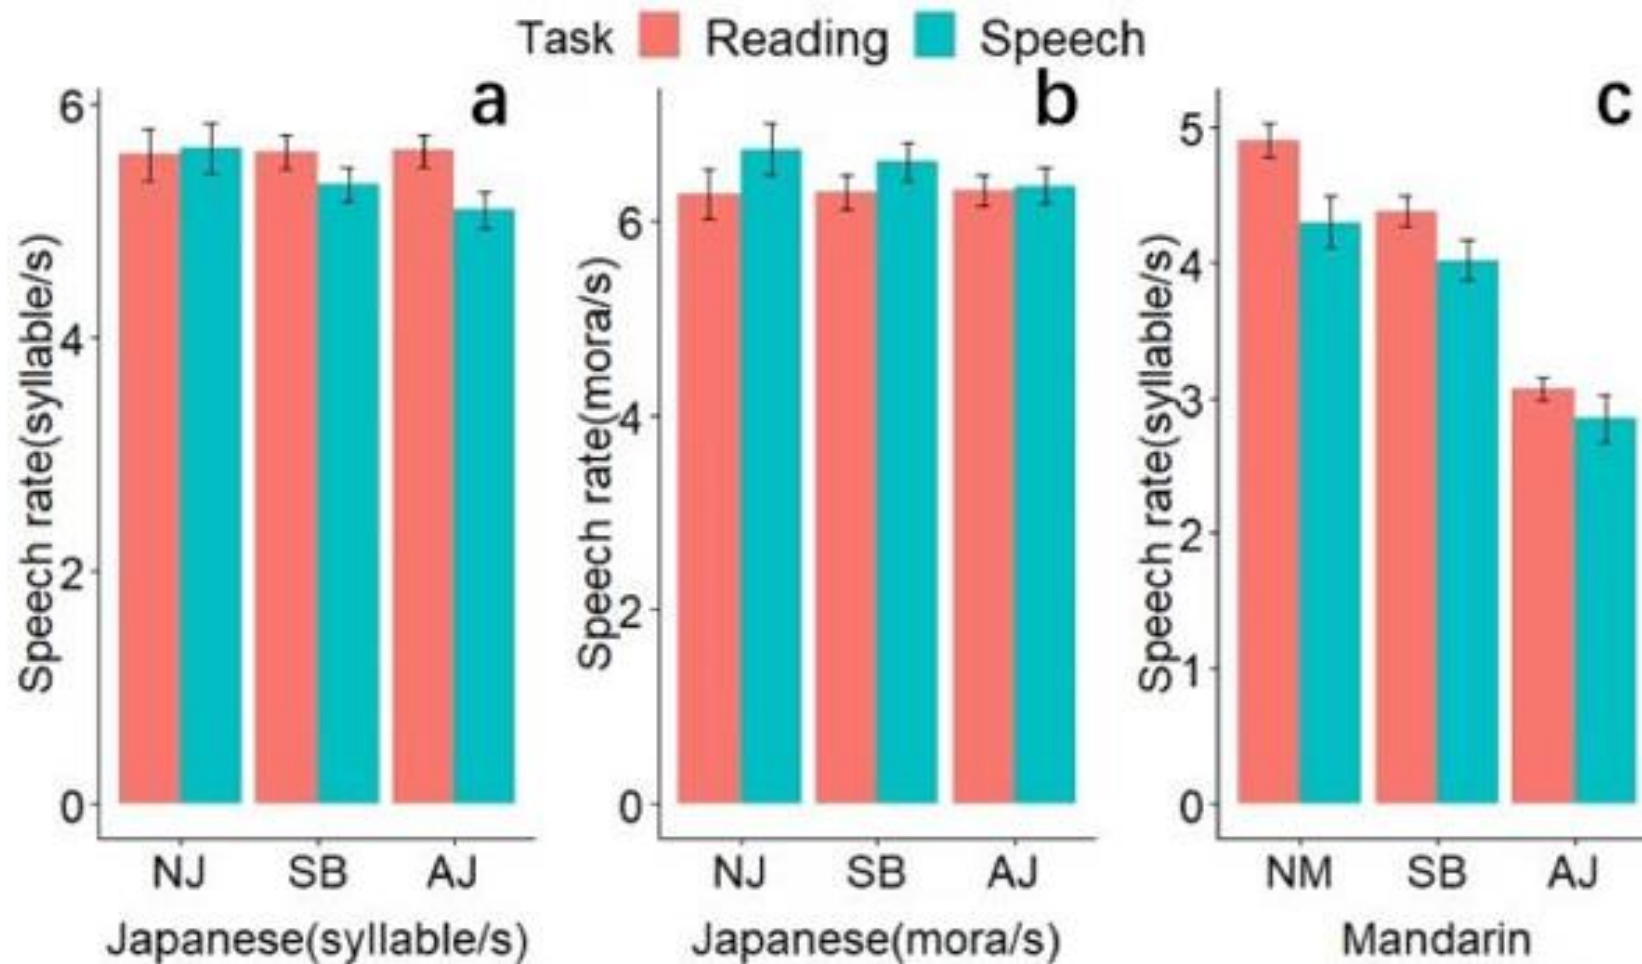 Task Reading Speech
a
Speech rate(syllable/s)
6
4
2
0
NJ SB AJ
Japanese(syllable/s)
b
Speech rate(mora/s)
6
4
2
0
NJ SB AJ
Japanese(mora/s)
c
Speech rate(syllable/s)
5
4
3
2
1
0
NM SB AJ
Mandarin